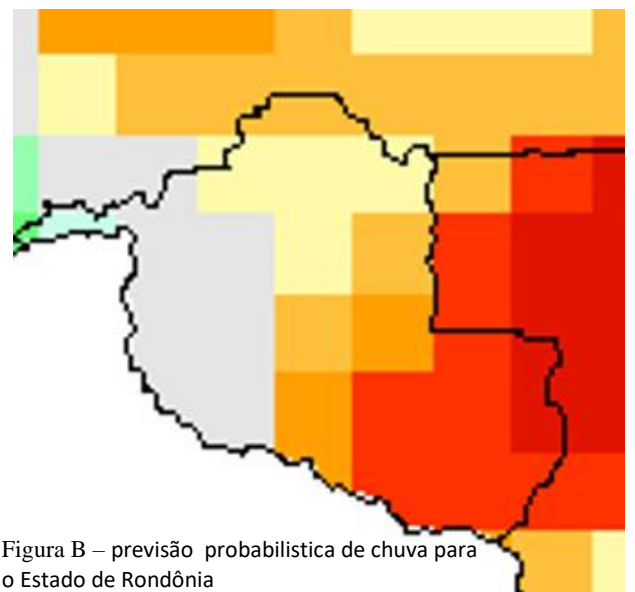 Figura B – previsão probabilistica de chuva para
o Estado de Rondônia